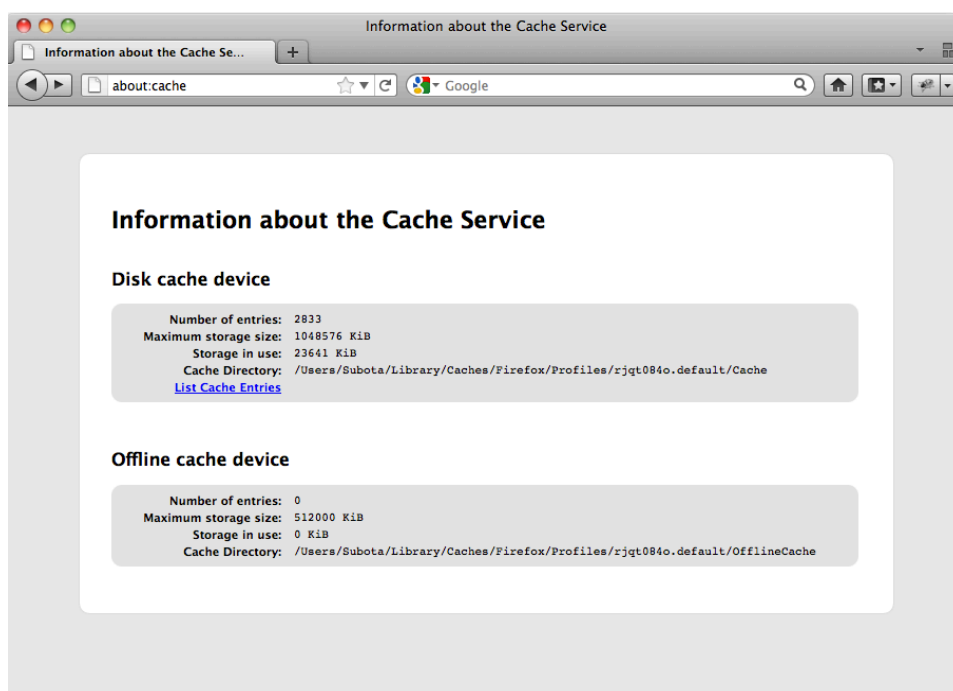 Information about the Cache Service
Information about the Cache Se...
+
about:cache
Google
Information about the Cache Service
Disk cache device
Number of entries: 2833
Maximum storage size: 1048576 KiB
Storage in use: 23641 KiB
Cache Directory: /Users/Subota/Library/Caches/Firefox/Profiles/rjqt084o.default/Cache
List Cache Entries
Offline cache device
Number of entries: 0
Maximum storage size: 512000 KiB
Storage in use: 0 KiB
Cache Directory: /Users/Subota/Library/Caches/Firefox/Profiles/rjqt084o.default/OfflineCache